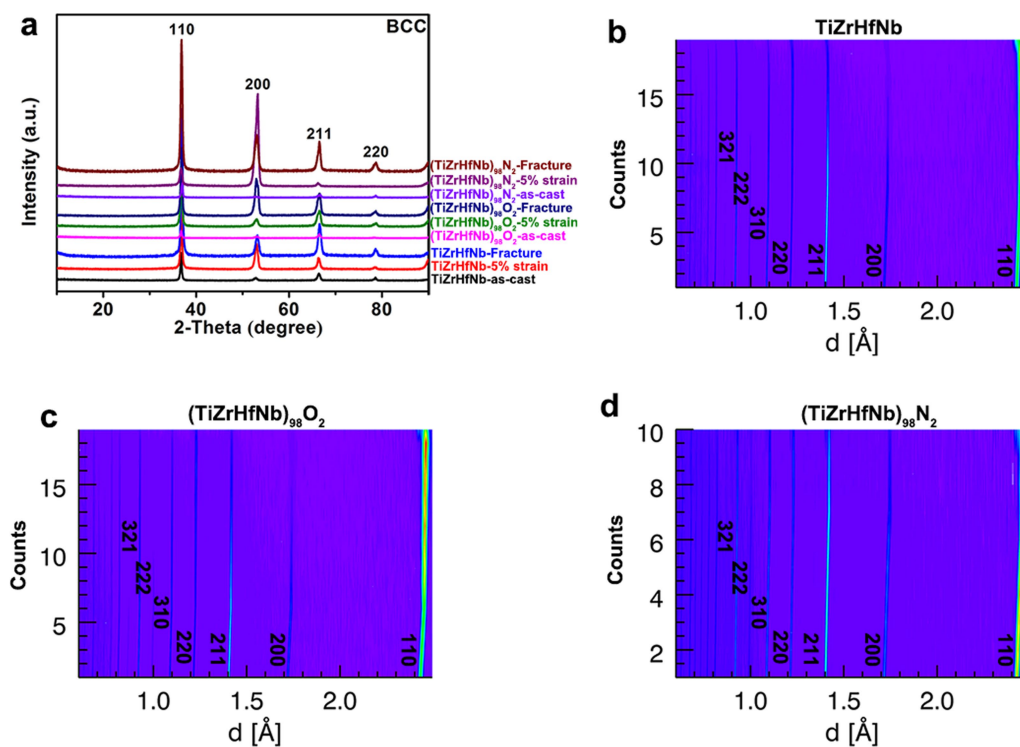 a
BCC
110
200
211
220
(TiZrHfNb)₉₈N₂-Fracture
(TiZrHfNb)₉₈N₂-5% strain
(TiZrHfNb)₉₈N₂-as-cast
(TiZrHfNb)₉₈O₂-Fracture
(TiZrHfNb)₉₈O₂-5% strain
(TiZrHfNb)₉₈O₂-as-cast
TiZrHfNb-Fracture
TiZrHfNb-5% strain
TiZrHfNb-as-cast
Intensity (a.u.)
20 40 60 80
2-Theta (degree)
b
TiZrHfNb
Counts
15
10
5
321
222
310
220
211
200
110
1.0 1.5 2.0
d [Å]
c
(TiZrHfNb)₉₈O₂
Counts
15
10
5
321
222
310
220
211
200
110
1.0 1.5 2.0
d [Å]
d
(TiZrHfNb)₉₈N₂
Counts
10
8
6
4
2
321
222
310
220
211
200
110
1.0 1.5 2.0
d [Å]